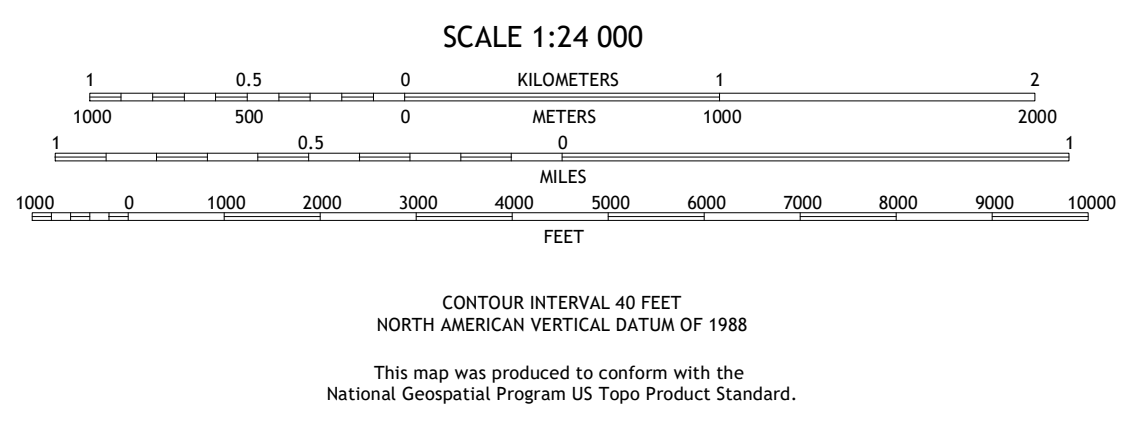 SCALE 1:24 000
1 0.5 0 KILOMETERS 1 2
1000 500 0 METERS 1000 2000
1 0.5 0 1
MILES
1000 0 1000 2000 3000 4000 5000 6000 7000 8000 9000 10000
FEET
CONTOUR INTERVAL 40 FEET
NORTH AMERICAN VERTICAL DATUM OF 1988
This map was produced to conform with the
National Geospatial Program US Topo Product Standard.